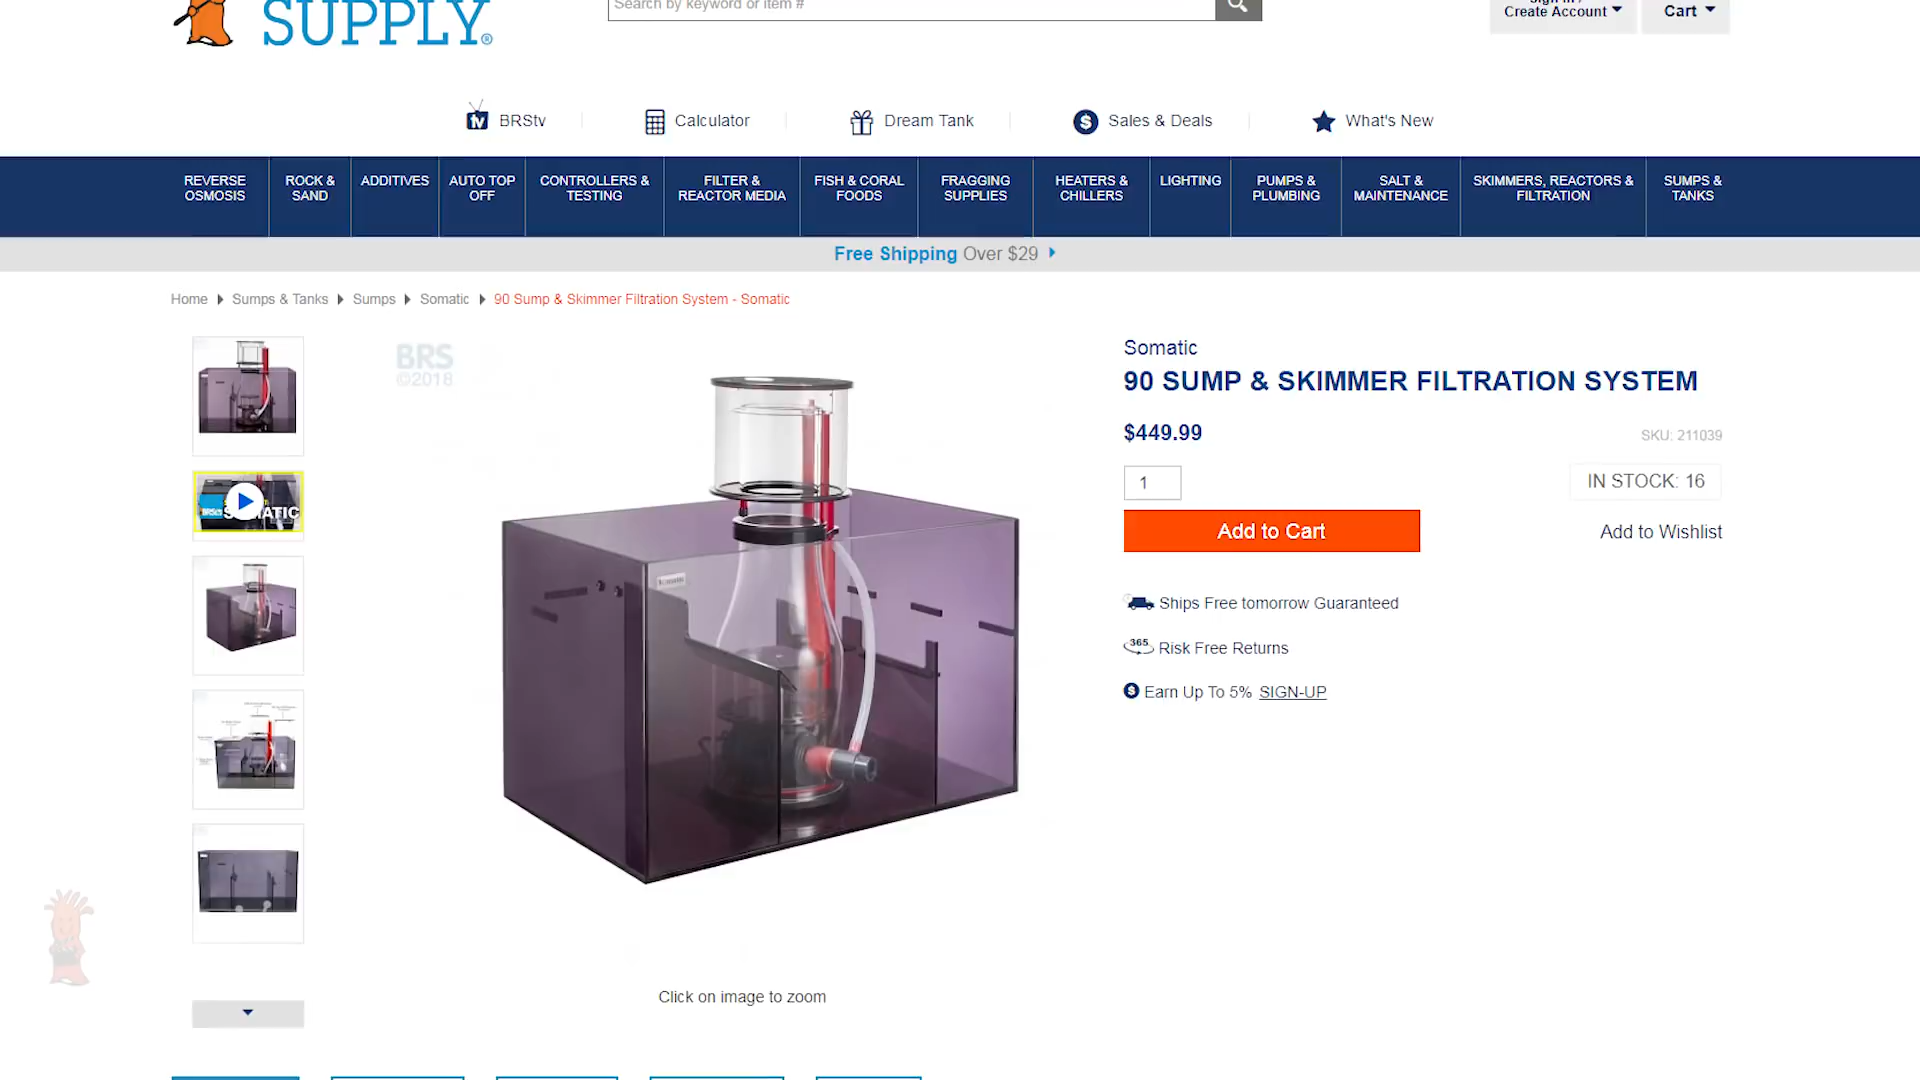 SUPPLY®
Search by keyword or item #
Sign In /
Create Account
Cart
BRStv
Calculator
Dream Tank
Sales & Deals
What's New
REVERSE OSMOSIS
ROCK & SAND
ADDITIVES
AUTO TOP OFF
CONTROLLERS & TESTING
FILTER & REACTOR MEDIA
FISH & CORAL FOODS
FRAGGING SUPPLIES
HEATERS & CHILLERS
LIGHTING
PUMPS & PLUMBING
SALT & MAINTENANCE
SKIMMERS, REACTORS & FILTRATION
SUMPS & TANKS
Free Shipping Over $29
Home Sumps & Tanks Sumps Somatic 90 Sump & Skimmer Filtration System - Somatic
BRS
©2018
Somatic
90 SUMP & SKIMMER FILTRATION SYSTEM
$449.99
SKU: 211039
1
IN STOCK: 16
Add to Cart
Add to Wishlist
Ships Free tomorrow Guaranteed
365
Risk Free Returns
Earn Up To 5% SIGN-UP
Click on image to zoom